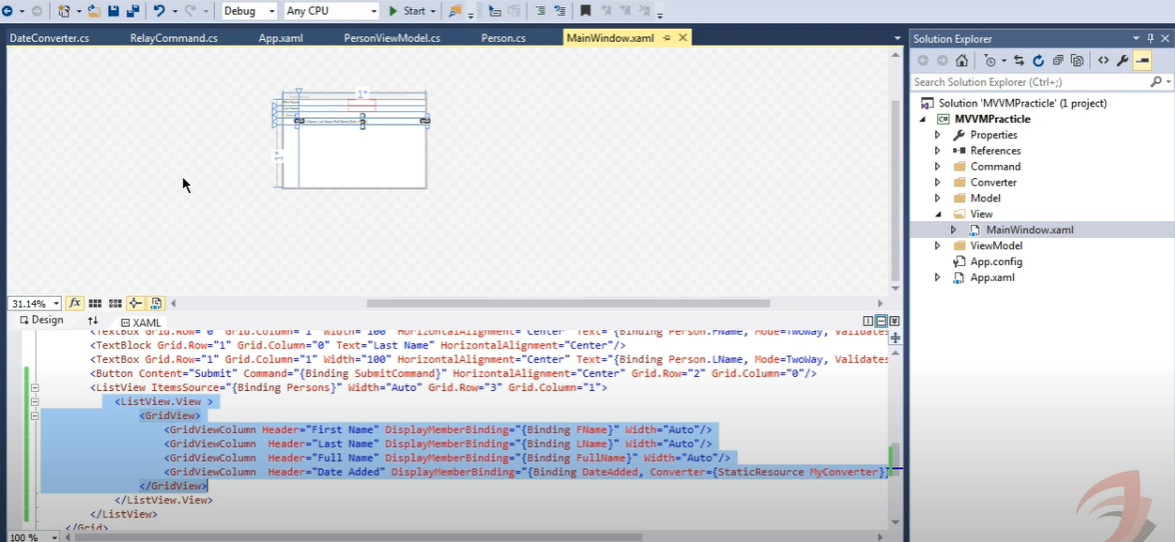 Debug Any CPU Start
DateConverter.cs RelayCommand.cs App.xaml PersonViewModel.cs Person.cs MainWindow.xaml
Solution Explorer
Search Solution Explorer (Ctrl+;)
Solution 'MVVMPracticle' (1 project)
MVVMPracticle
Properties
References
Command
Converter
Model
View
MainWindow.xaml
ViewModel
App.config
App.xaml
1*
1*
31.14% fx
Design XAML
<TextBox Grid.Row="0" Grid.Column="1" Width="100" HorizontalAlignment="Center" Text="{Binding Person.FName, Mode=TwoWay, Validates
<TextBlock Grid.Row="1" Grid.Column="0" Text="Last Name" HorizontalAlignment="Center"/>
<TextBox Grid.Row="1" Grid.Column="1" Width="100" HorizontalAlignment="Center" Text="{Binding Person.LName, Mode=TwoWay, Validates
<Button Content="Submit" Command="{Binding SubmitCommand}" HorizontalAlignment="Center" Grid.Row="2" Grid.Column="0"/>
<ListView ItemsSource="{Binding Persons}" Width="Auto" Grid.Row="3" Grid.Column="1">
<ListView.View >
<GridView>
<GridViewColumn Header="First Name" DisplayMemberBinding="{Binding FName}" Width="Auto"/>
<GridViewColumn Header="Last Name" DisplayMemberBinding="{Binding LName}" Width="Auto"/>
<GridViewColumn Header="Full Name" DisplayMemberBinding="{Binding FullName}" Width="Auto"/>
<GridViewColumn Header="Date Added" DisplayMemberBinding="{Binding DateAdded, Converter={StaticResource MyConverter}}
</GridView>
</ListView.View>
</ListView>
</Grid>
100 %